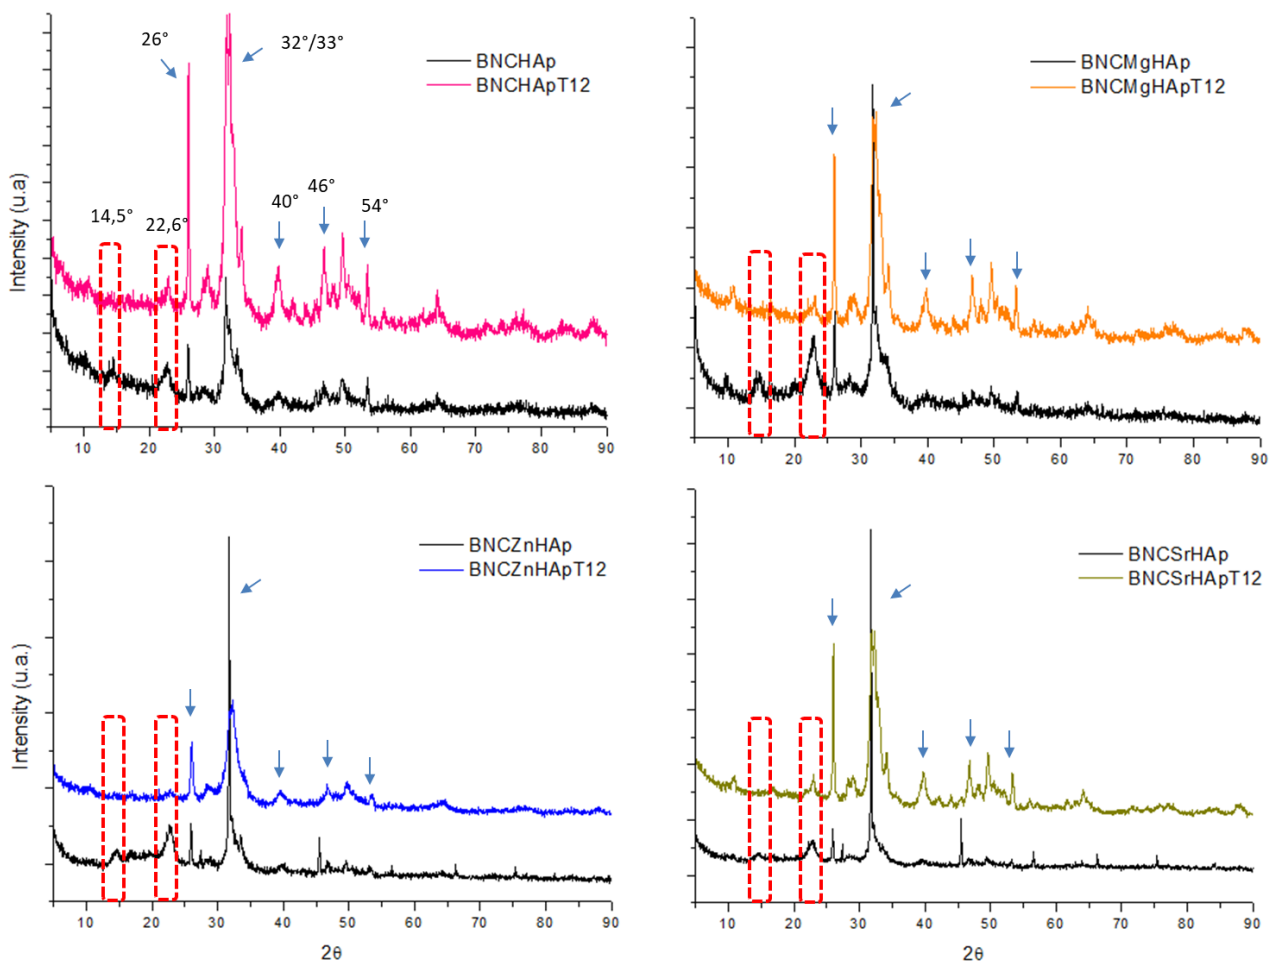 26°
32°/33°
BNCHAp
BNCHApT12
14,5°
22,6°
40°
46°
54°
Intensity (u.a)
10 20 30 40 50 60 70 80 90
BNCMgHAp
BNCMgHApT12
10 20 30 40 50 60 70 80 90
BNCZnHAp
BNCZnHApT12
Intensity (u.a.)
10 20 30 40 50 60 70 80 90
2θ
BNCSrHAp
BNCSrHApT12
10 20 30 40 50 60 70 80 90
2θ